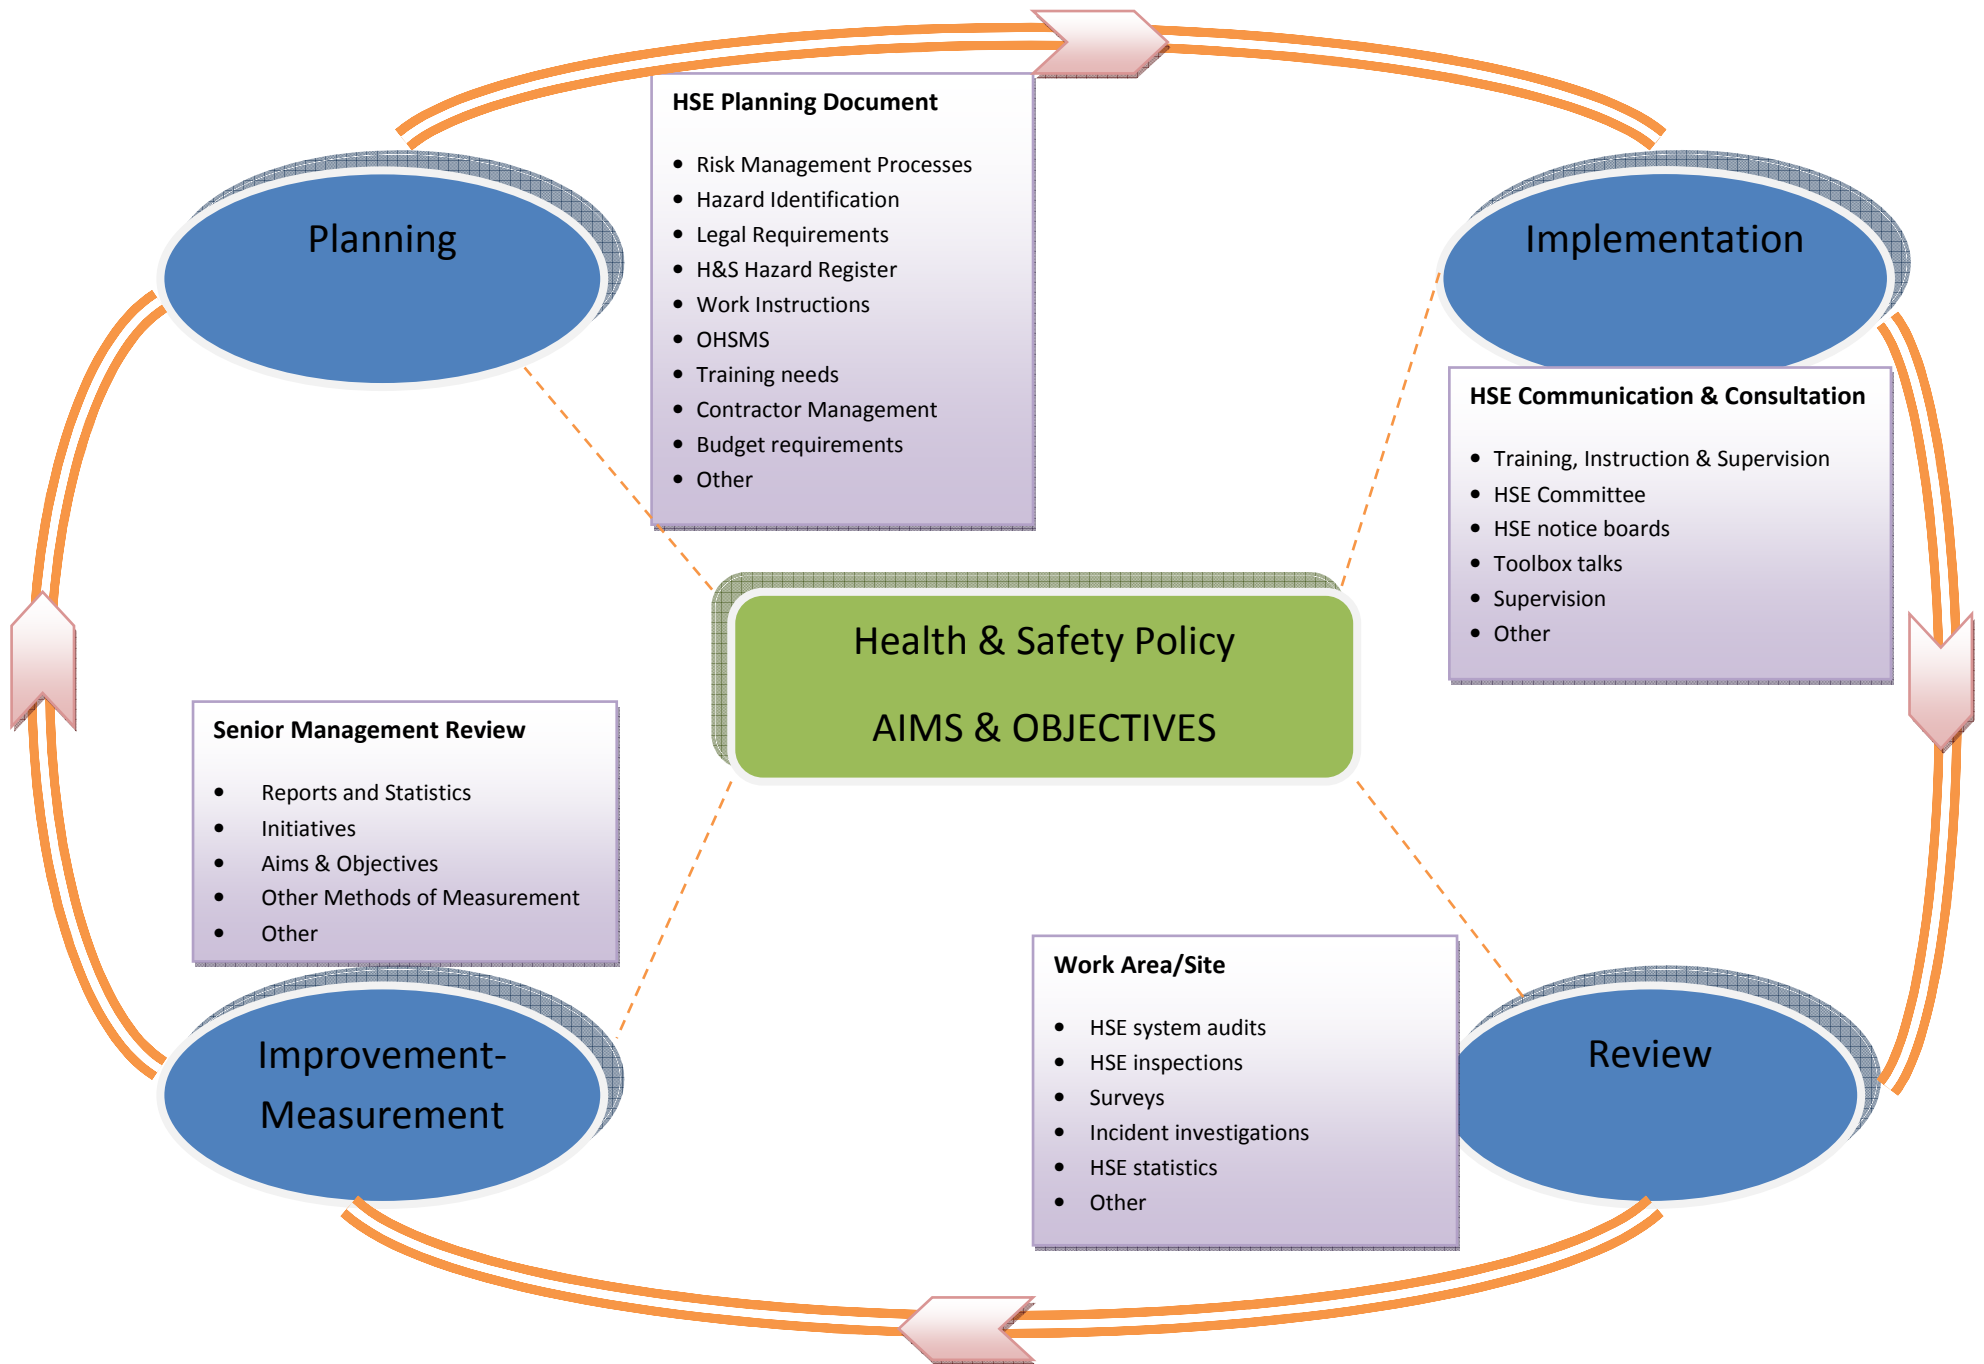 HSE Planning Document
• Risk Management Processes
• Hazard Identification
• Legal Requirements
• H&S Hazard Register
• Work Instructions
• OHSMS
• Training needs
• Contractor Management
• Budget requirements
• Other
Planning
Implementation
HSE Communication & Consultation
• Training, Instruction & Supervision
• HSE Committee
• HSE notice boards
• Toolbox talks
• Supervision
• Other
Health & Safety Policy
AIMS & OBJECTIVES
Senior Management Review
• Reports and Statistics
• Initiatives
• Aims & Objectives
• Other Methods of Measurement
• Other
Improvement-
Measurement
Work Area/Site
• HSE system audits
• HSE inspections
• Surveys
• Incident investigations
• HSE statistics
• Other
Review